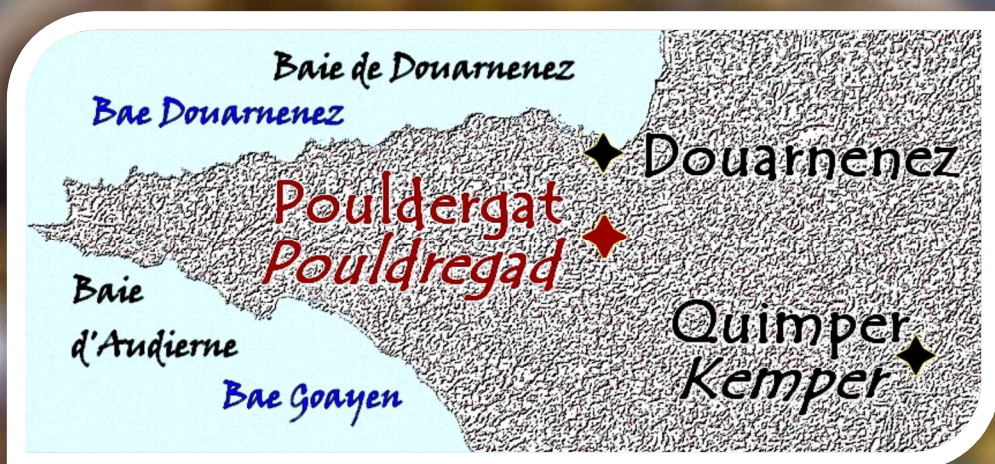 Baie de Douarnenez
Bae Douarnenez
Douarnenez
Pouldergat
Pouldregad
Baie
d'Audierne
Bae Goayen
Quimper
Kemper